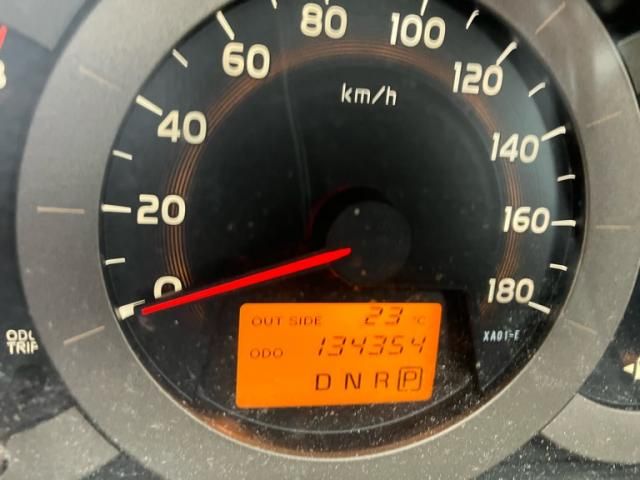 80
100
60
120
km/h
40
140
20
160
0
180
OUT SIDE 23 °C
ODO 134354
D N R P
XA01-E
ODO
TRIP